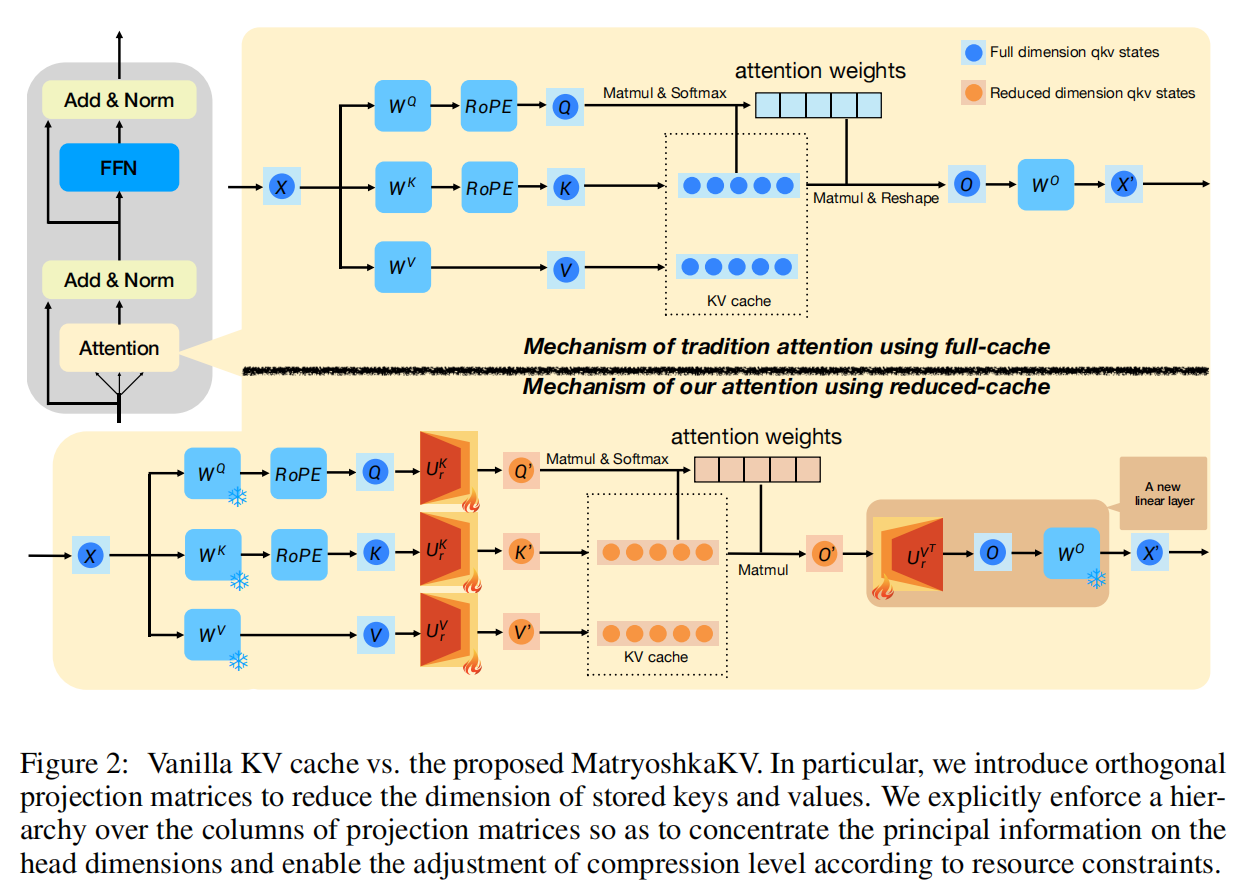 Add & Norm
FFN
Add & Norm
Attention
Full dimension qkv states
Reduced dimension qkv states
attention weights
W^Q RoPE Q Matmul & Softmax
X W^K RoPE K Matmul & Reshape O W^O X'
W^V V
KV cache
Mechanism of tradition attention using full-cache
Mechanism of our attention using reduced-cache
attention weights
W^Q RoPE Q U_r^K Q' Matmul & Softmax
A new
linear layer
X W^K RoPE K U_r^K K' Matmul O' U_r^{VT} O W^O X'
W^V V U_r^V V'
KV cache
Figure 2: Vanilla KV cache vs. the proposed MatryoshkaKV. In particular, we introduce orthogonal
projection matrices to reduce the dimension of stored keys and values. We explicitly enforce a hier-
archy over the columns of projection matrices so as to concentrate the principal information on the
head dimensions and enable the adjustment of compression level according to resource constraints.